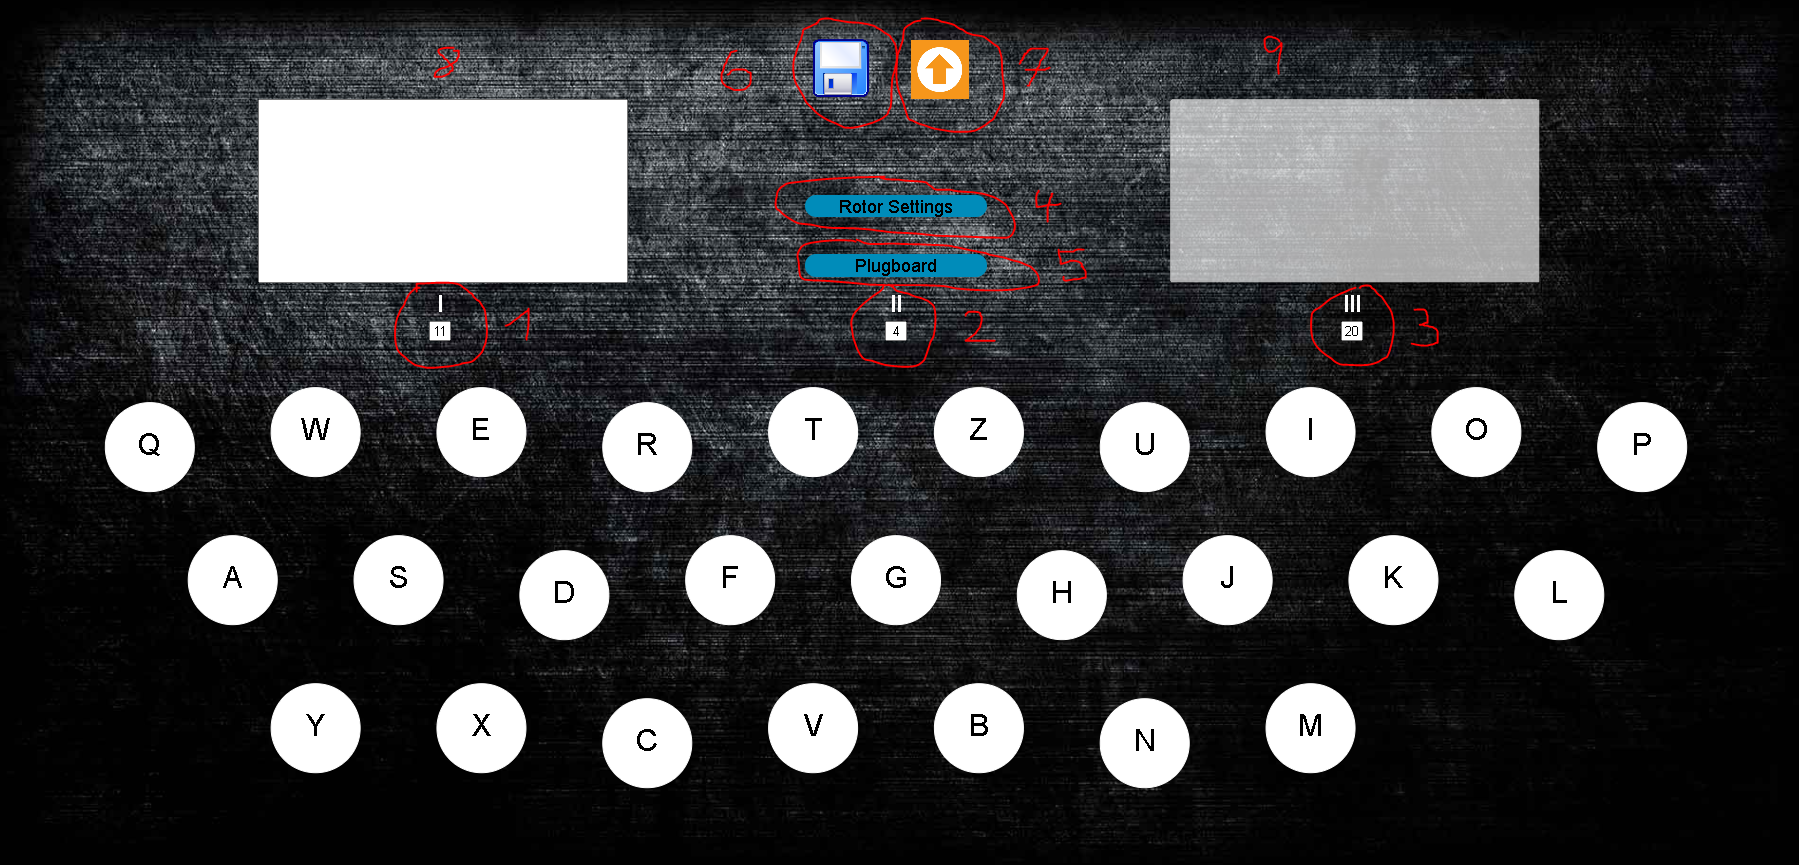 8 6 7 9
Rotor Settings 4
Plugboard 5
I II III
11 1 4 2 20 3
Q W E R T Z U I O P
A S D F G H J K L
Y X C V B N M